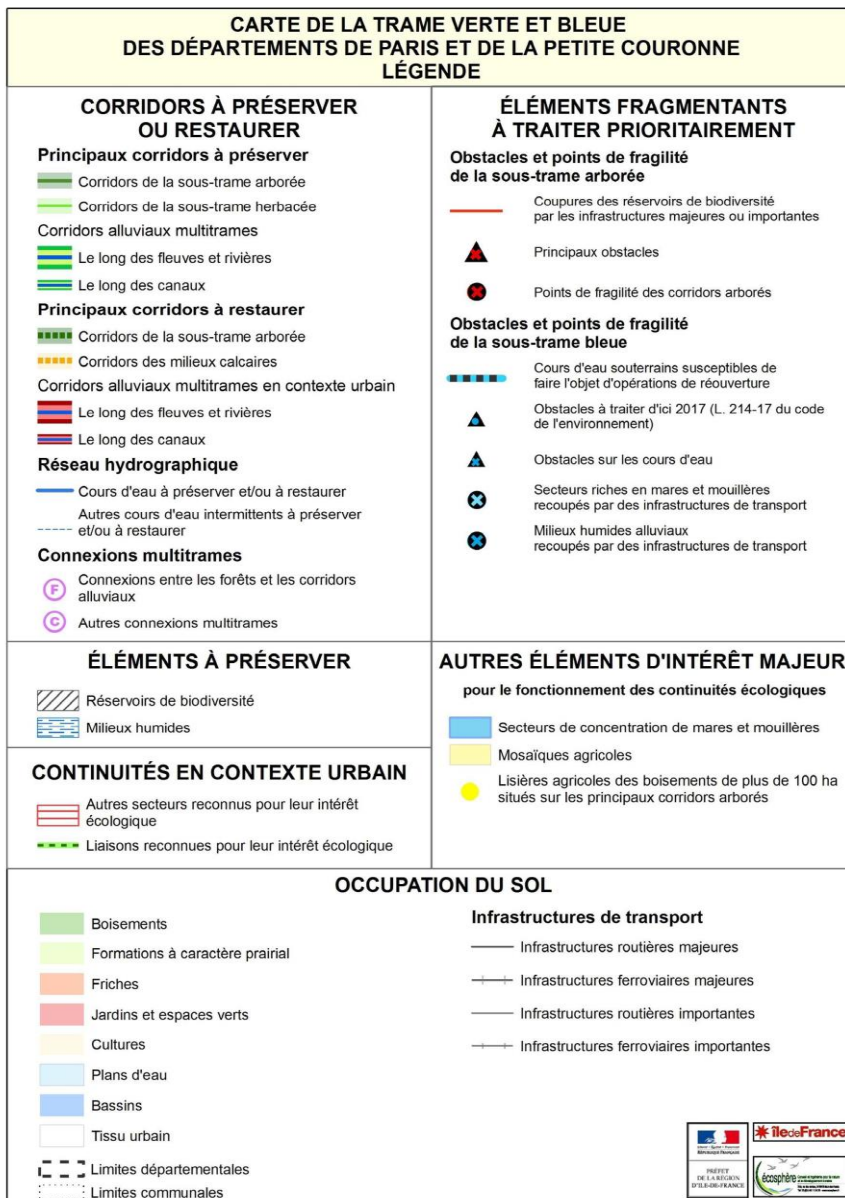 CARTE DE LA TRAME VERTE ET BLEUE
DES DÉPARTEMENTS DE PARIS ET DE LA PETITE COURONNE
LÉGENDE
CORRIDORS À PRÉSERVER
OU RESTAURER
Principaux corridors à préserver
Corridors de la sous-trame arborée
Corridors de la sous-trame herbacée
Corridors alluviaux multitrames
Le long des fleuves et rivières
Le long des canaux
Principaux corridors à restaurer
Corridors de la sous-trame arborée
Corridors des milieux calcaires
Corridors alluviaux multitrames en contexte urbain
Le long des fleuves et rivières
Le long des canaux
Réseau hydrographique
Cours d'eau à préserver et/ou à restaurer
Autres cours d'eau intermittents à préserver
et/ou à restaurer
Connexions multitrames
F
Connexions entre les forêts et les corridors
alluviaux
C
Autres connexions multitrames
ÉLÉMENTS FRAGMENTANTS
À TRAITER PRIORITAIREMENT
Obstacles et points de fragilité
de la sous-trame arborée
Coupures des réservoirs de biodiversité
par les infrastructures majeures ou importantes
Principaux obstacles
Points de fragilité des corridors arborés
Obstacles et points de fragilité
de la sous-trame bleue
Cours d'eau souterrains susceptibles de
faire l'objet d'opérations de réouverture
Obstacles à traiter d'ici 2017 (L. 214-17 du code
de l'environnement)
Obstacles sur les cours d'eau
Secteurs riches en mares et mouillères
recoupés par des infrastructures de transport
Milieux humides alluviaux
recoupés par des infrastructures de transport
ÉLÉMENTS À PRÉSERVER
Réservoirs de biodiversité
Milieux humides
CONTINUITÉS EN CONTEXTE URBAIN
Autres secteurs reconnus pour leur intérêt
écologique
Liaisons reconnues pour leur intérêt écologique
AUTRES ÉLÉMENTS D'INTÉRÊT MAJEUR
pour le fonctionnement des continuités écologiques
Secteurs de concentration de mares et mouillères
Mosaïques agricoles
Lisières agricoles des boisements de plus de 100 ha
situés sur les principaux corridors arborés
OCCUPATION DU SOL
Boisements
Formations à caractère prairial
Friches
Jardins et espaces verts
Cultures
Plans d'eau
Bassins
Tissu urbain
Limites départementales
Limites communales
Infrastructures de transport
Infrastructures routières majeures
Infrastructures ferroviaires majeures
Infrastructures routières importantes
Infrastructures ferroviaires importantes
RÉPUBLIQUE FRANÇAISE
PRÉFET
DE LA RÉGION
D'ILE-DE-FRANCE
îledeFrance
écosphère